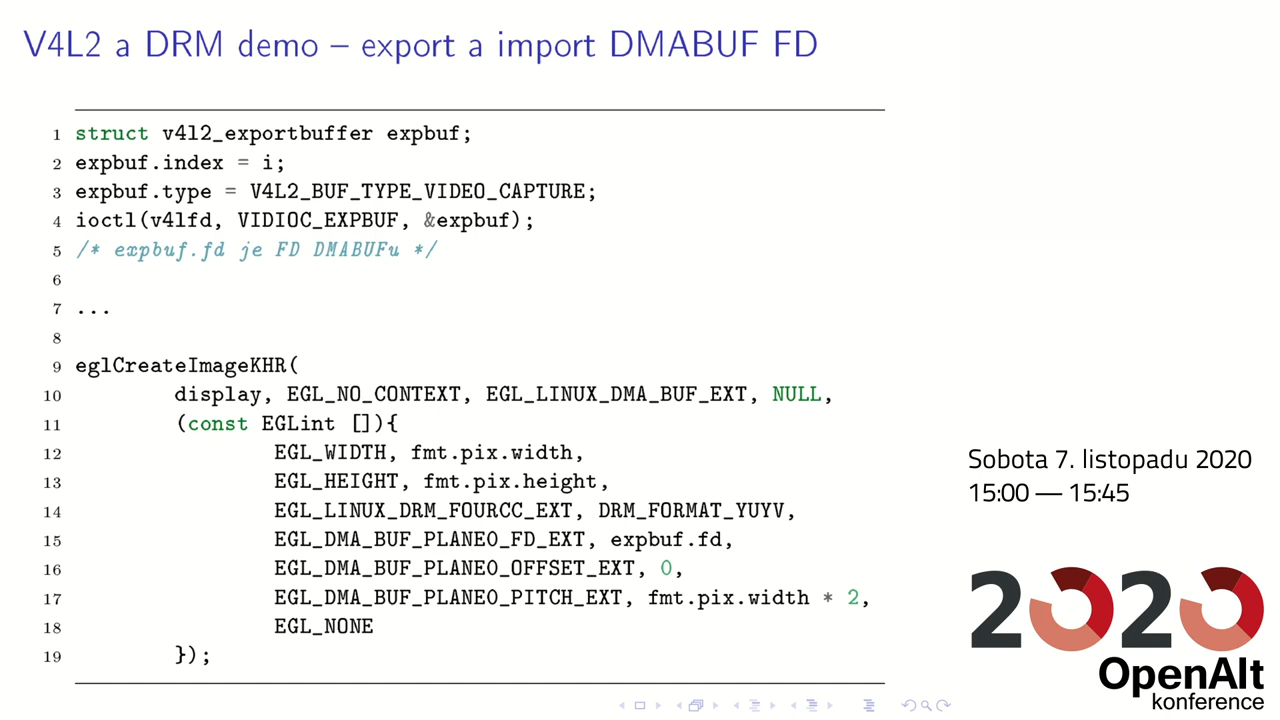 V4L2 a DRM demo – export a import DMABUF FD
1 struct v4l2_exportbuffer expbuf;
2 expbuf.index = i;
3 expbuf.type = V4L2_BUF_TYPE_VIDEO_CAPTURE;
4 ioctl(v4lfd, VIDIOC_EXPBUF, &expbuf);
5 /* expbuf.fd je FD DMABUFu */
6
7 ...
8
9 eglCreateImageKHR(
10 display, EGL_NO_CONTEXT, EGL_LINUX_DMA_BUF_EXT, NULL,
11 (const EGLint []){
12 EGL_WIDTH, fmt.pix.width,
13 EGL_HEIGHT, fmt.pix.height,
14 EGL_LINUX_DRM_FOURCC_EXT, DRM_FORMAT_YUYV,
15 EGL_DMA_BUF_PLANE0_FD_EXT, expbuf.fd,
16 EGL_DMA_BUF_PLANE0_OFFSET_EXT, 0,
17 EGL_DMA_BUF_PLANE0_PITCH_EXT, fmt.pix.width * 2,
18 EGL_NONE
19 });
Sobota 7. listopadu 2020
15:00 — 15:45
2020
OpenAlt
konference